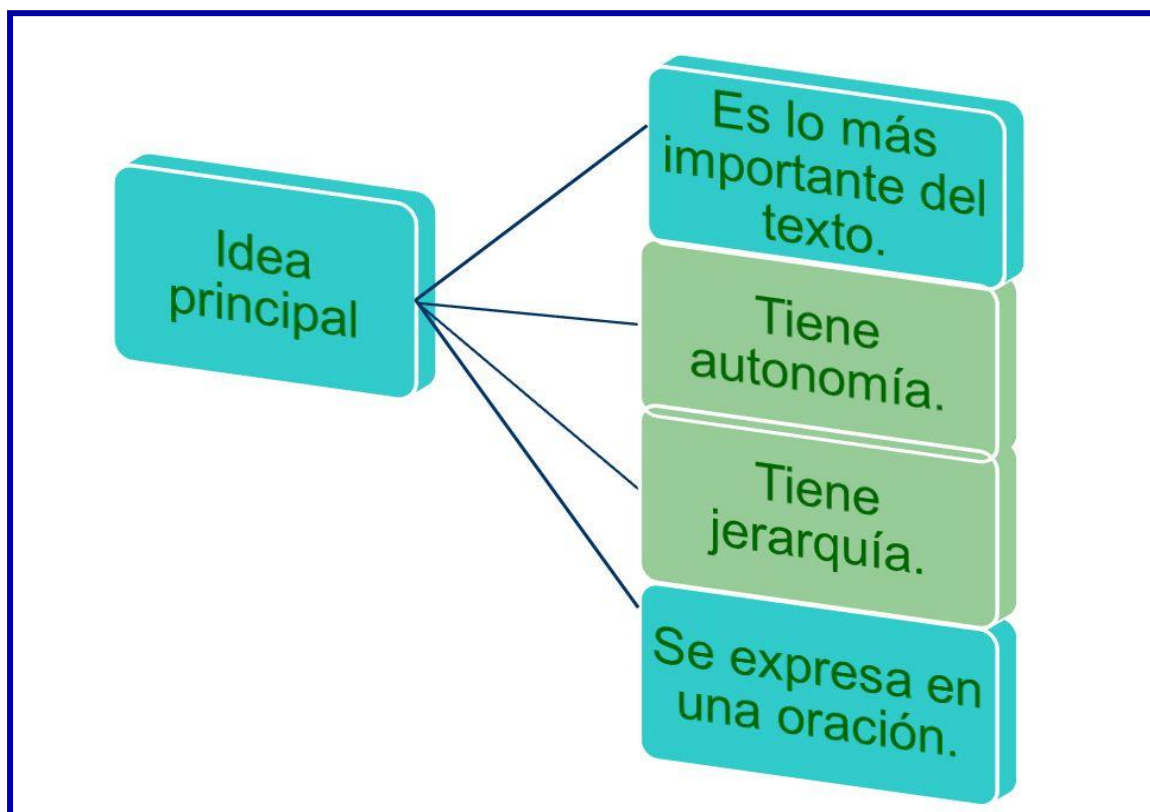 Idea
principal
Es lo más
importante del
texto.
Tiene
autonomía.
Tiene
jerarquía.
Se expresa en
una oración.